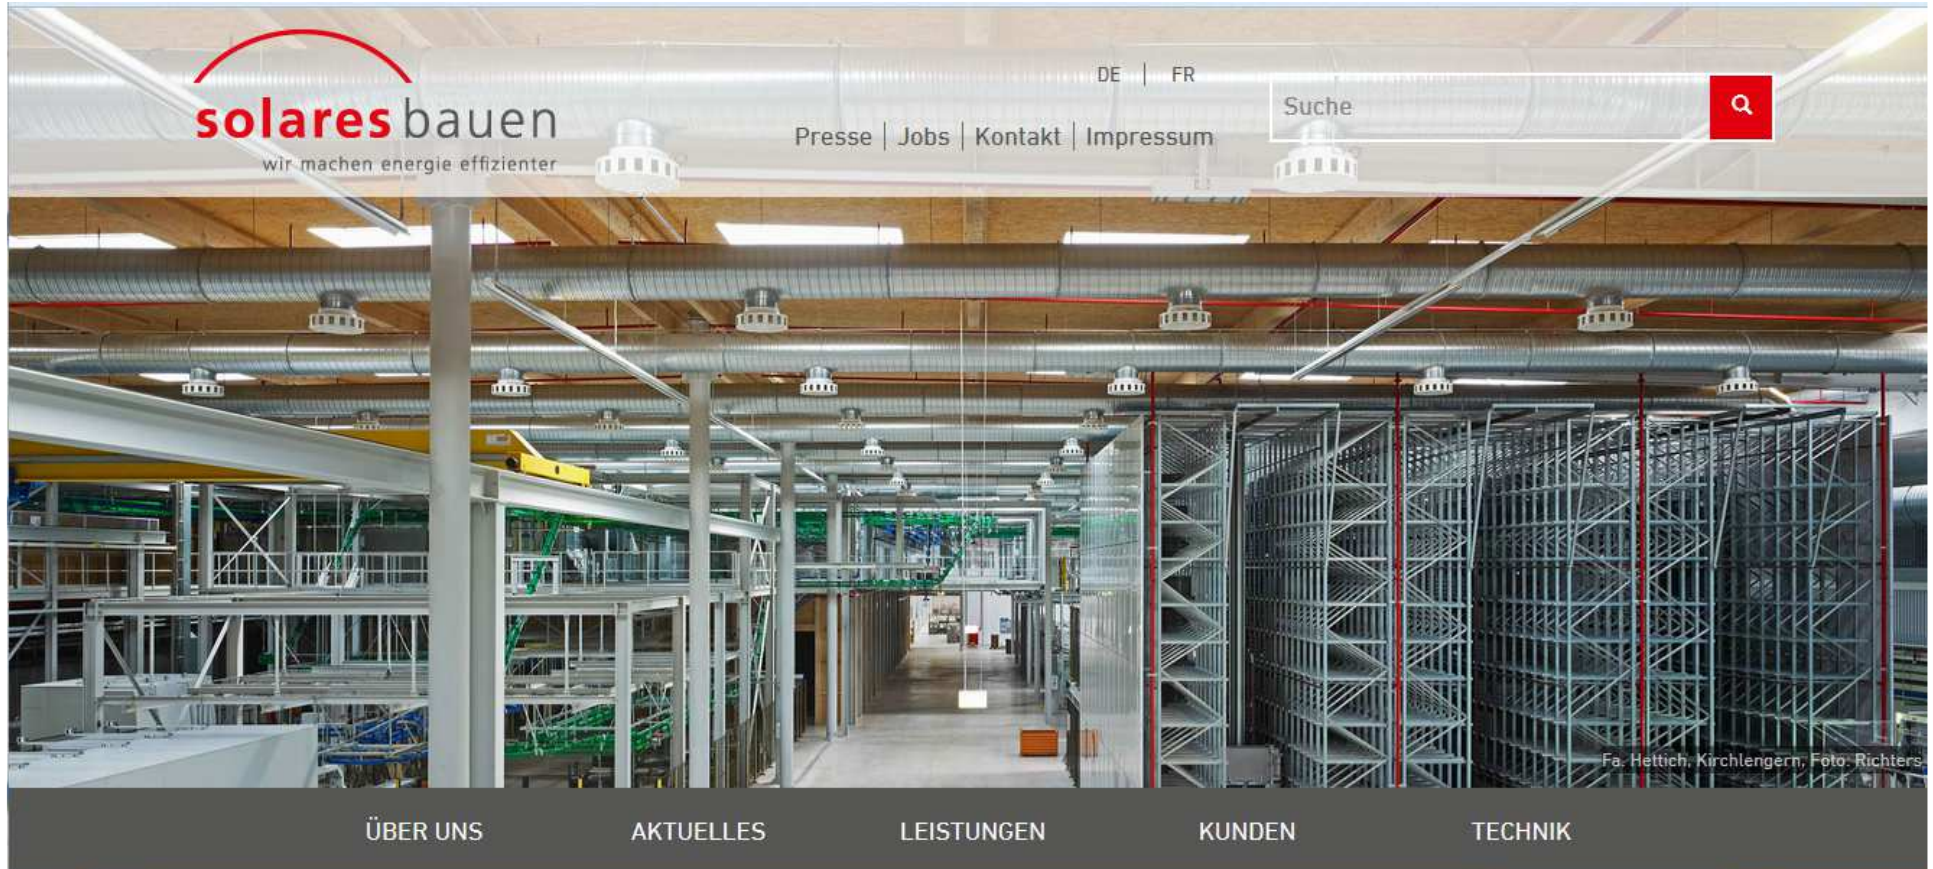 DE | FR
Suche
solares bauen
Presse | Jobs | Kontakt | Impressum
wir machen energie effizienter
Fa. Hettich, Kirchlengern, Foto: Richters
ÜBER UNS AKTUELLES LEISTUNGEN KUNDEN TECHNIK